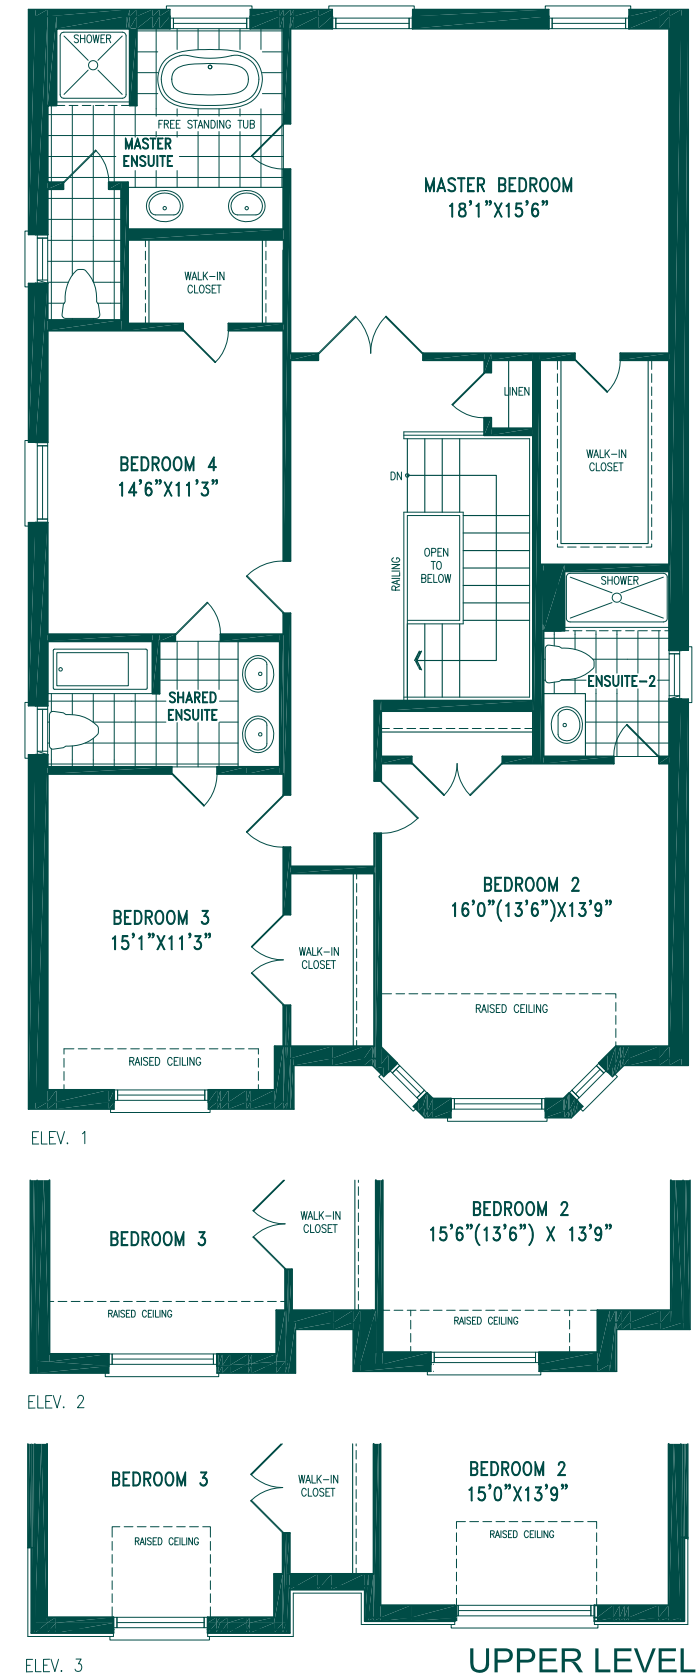 SHOWER
FREE STANDING TUB
MASTER
ENSUITE
MASTER BEDROOM
18'1"X15'6"
WALK-IN
CLOSET
LINEN
BEDROOM 4
14'6"X11'3"
WALK-IN
CLOSET
DN
RAILING
OPEN
TO
BELOW
SHOWER
ENSUITE-2
SHARED
ENSUITE
BEDROOM 2
16'0"(13'6")X13'9"
BEDROOM 3
15'1"X11'3"
WALK-IN
CLOSET
RAISED CEILING
RAISED CEILING
ELEV. 1
BEDROOM 3
WALK-IN
CLOSET
BEDROOM 2
15'6"(13'6") X 13'9"
RAISED CEILING
RAISED CEILING
ELEV. 2
BEDROOM 3
WALK-IN
CLOSET
BEDROOM 2
15'0"X13'9"
RAISED CEILING
RAISED CEILING
ELEV. 3
UPPER LEVEL